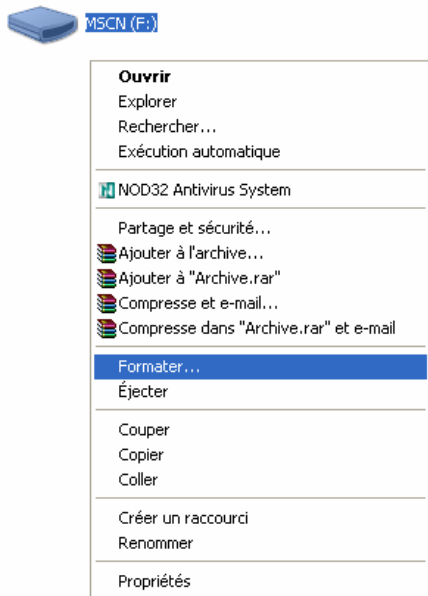 MSCN (F:)
Ouvrir
Explorer
Rechercher...
Exécution automatique
NOD32 Antivirus System
Partage et sécurité...
Ajouter à l'archive...
Ajouter à "Archive.rar"
Compresse et e-mail...
Compresse dans "Archive.rar" et e-mail
Formater...
Éjecter
Couper
Copier
Coller
Créer un raccourci
Renommer
Propriétés